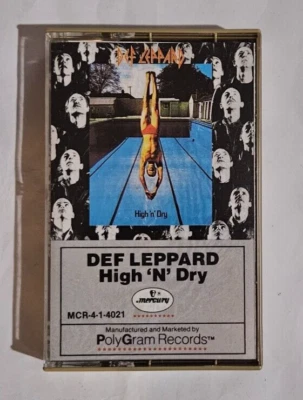 DEF LEPPARD
High 'n' Dry
DEF LEPPARD
High 'N' Dry
mercury
MCR-4-1-4021
Manufactured and Marketed by
PolyGram Records™